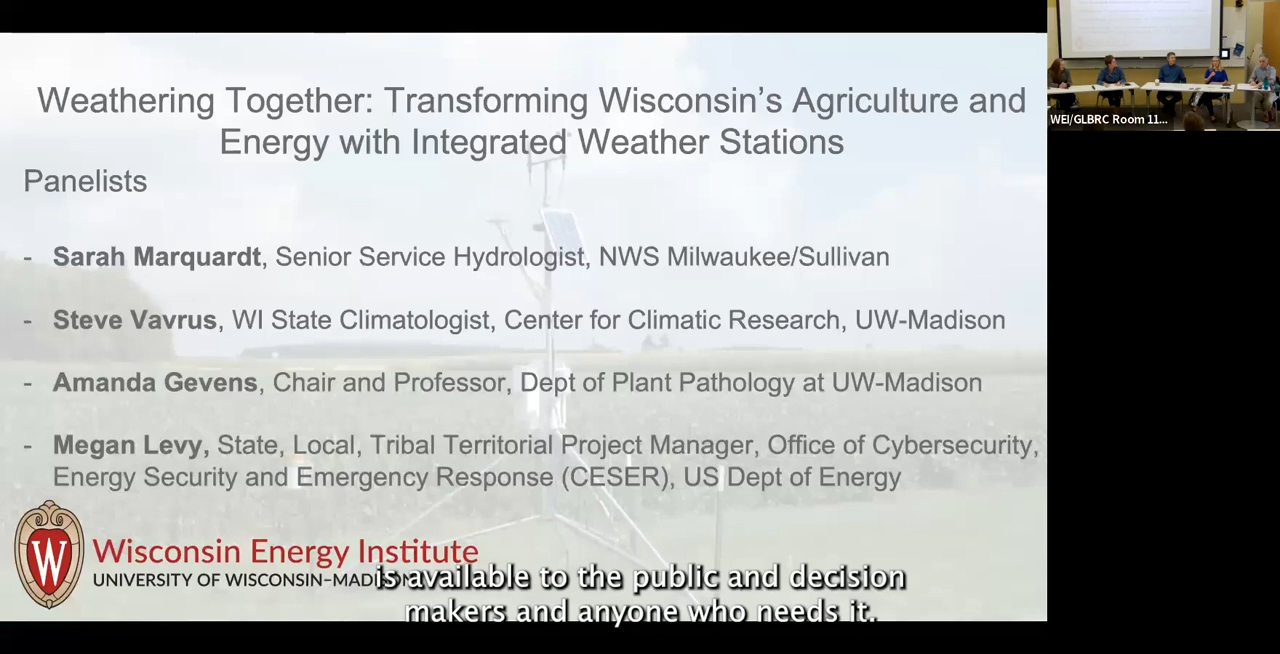 Weathering Together: Transforming Wisconsin's Agriculture and
Energy with Integrated Weather Stations
Panelists
- Sarah Marquardt, Senior Service Hydrologist, NWS Milwaukee/Sullivan
- Steve Vavrus, WI State Climatologist, Center for Climatic Research, UW-Madison
- Amanda Gevens, Chair and Professor, Dept of Plant Pathology at UW-Madison
- Megan Levy, State, Local, Tribal Territorial Project Manager, Office of Cybersecurity,
Energy Security and Emergency Response (CESER), US Dept of Energy
W
Wisconsin Energy Institute
UNIVERSITY OF WISCONSIN–MADISON
is available to the public and decision
makers and anyone who needs it.
WEI/GLBRC Room 11...